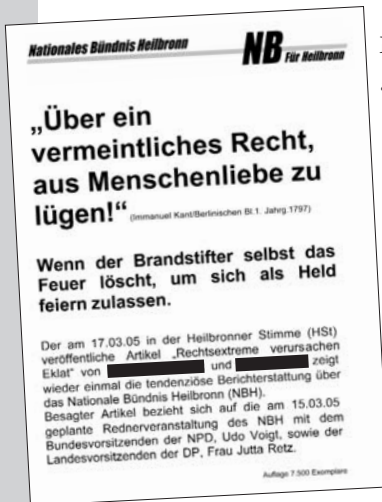 Nationales Bündnis Heilbronn
NB Für Heilbronn
„Über ein
vermeintliches Recht,
aus Menschenliebe zu
lügen!“ (Immanuel Kant/Berlinischen Bl.1. Jahrg.1797)
Wenn der Brandstifter selbst das
Feuer löscht, um sich als Held
feiern zulassen.
Der am 17.03.05 in der Heilbronner Stimme (HSt)
veröffentliche Artikel „Rechtsextreme verursachen
Eklat“ von und zeigt
wieder einmal die tendenziöse Berichterstattung über
das Nationale Bündnis Heilbronn (NBH).
Besagter Artikel bezieht sich auf die am 15.03.05
geplante Rednerveranstaltung des NBH mit dem
Bundesvorsitzenden der NPD, Udo Voigt, sowie der
Landesvorsitzenden der DP, Frau Jutta Retz.
Auflage 7.500 Exemplare